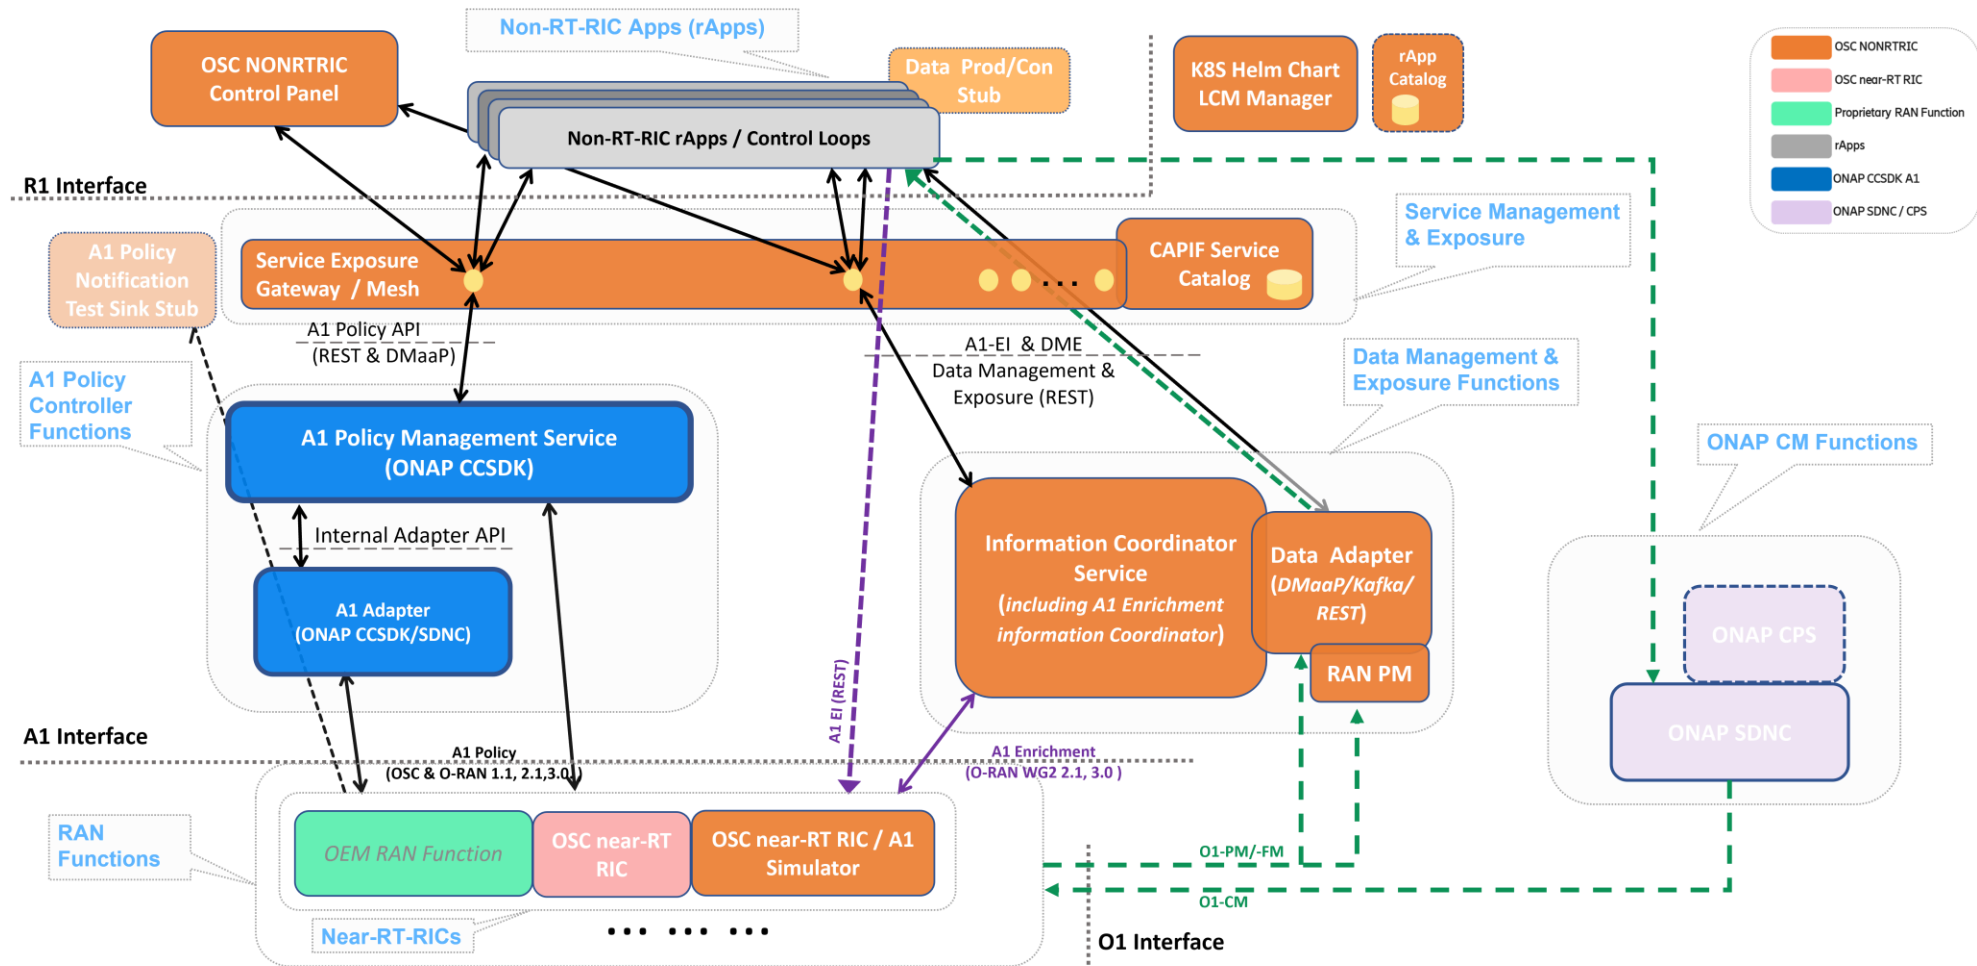 Non-RT-RIC Apps (rApps)
OSC NONRTRIC
Control Panel
Data Prod/Con
Stub
K8S Helm Chart
LCM Manager
rApp
Catalog
OSC NONRTRIC
OSC near-RT RIC
Proprietary RAN Function
rApps
ONAP CCSDK A1
ONAP SDNC / CPS
Non-RT-RIC rApps / Control Loops
R1 Interface
A1 Policy
Notification
Test Sink Stub
Service Exposure
Gateway / Mesh
...
CAPIF Service
Catalog
Service Management
& Exposure
A1 Policy API
(REST & DMaaP)
A1-EI & DME
Data Management &
Exposure (REST)
Data Management &
Exposure Functions
A1 Policy
Controller
Functions
A1 Policy Management Service
(ONAP CCSDK)
ONAP CM Functions
Internal Adapter API
A1 Adapter
(ONAP CCSDK/SDNC)
Information Coordinator
Service
(including A1 Enrichment
information Coordinator)
Data Adapter
(DMaaP/Kafka/
REST)
RAN PM
ONAP CPS
ONAP SDNC
A1 EI (REST)
A1 Interface
A1 Policy
(OSC & O-RAN 1.1, 2.1,3.0 )
A1 Enrichment
(O-RAN WG2 2.1, 3.0 )
RAN
Functions
OEM RAN Function
OSC near-RT
RIC
OSC near-RT RIC / A1
Simulator
O1-PM/-FM
O1-CM
Near-RT-RICs
... ... ...
O1 Interface